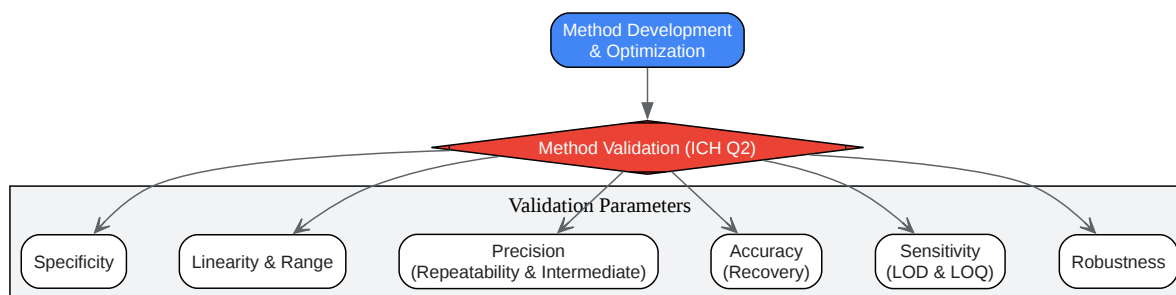 Method Development
& Optimization
Method Validation (ICH Q2)
Validation Parameters
Specificity
Linearity & Range
Precision
(Repeatability & Intermediate)
Accuracy
(Recovery)
Sensitivity
(LOD & LOQ)
Robustness